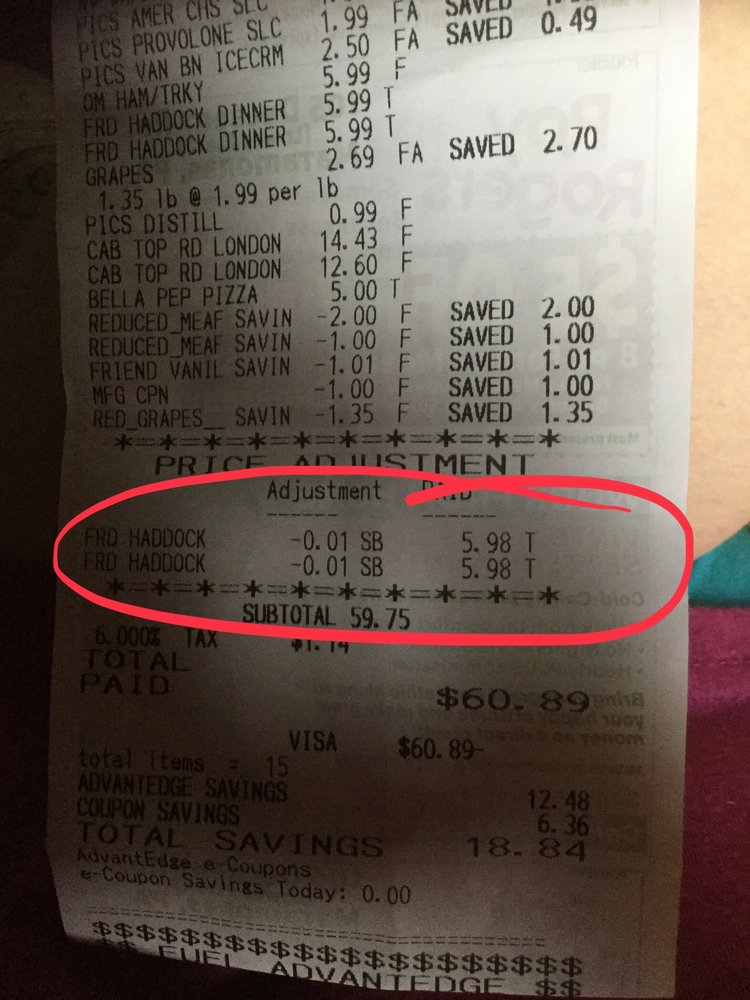 PICS AMER CHS SLC
PICS PROVOLONE SLC 1.99 FA SAVED
PICS VAN BN ICECRM 2.50 FA SAVED 0.49
OM HAM/TRKY 5.99 F
FRD HADDOCK DINNER 5.99 T
FRD HADDOCK DINNER 5.99 T
GRAPES 2.69 FA SAVED 2.70
1.35 lb @ 1.99 per lb
PICS DISTILL 0.99 F
CAB TOP RD LONDON 14.43 F
CAB TOP RD LONDON 12.60 F
BELLA PEP PIZZA 5.00 T
REDUCED_MEAF SAVIN -2.00 F SAVED 2.00
REDUCED_MEAF SAVIN -1.00 F SAVED 1.00
FRIEND VANIL SAVIN -1.01 F SAVED 1.01
MFG CPN -1.00 F SAVED 1.00
RED_GRAPES__ SAVIN -1.35 F SAVED 1.35
*=*=*=*=*=*=*=*=*=*=*
PRICE ADJUSTMENT
Adjustment PAID
------ ------
FRD HADDOCK -0.01 SB 5.98 T
FRD HADDOCK -0.01 SB 5.98 T
*=*=*=*=*=*=*=*=*=*=*
SUBTOTAL 59.75
6.000% TAX $1.14
TOTAL
PAID $60.89
VISA $60.89-
total items = 15
ADVANTEDGE SAVINGS 12.48
COUPON SAVINGS 6.36
TOTAL SAVINGS 18.84
AdvantEdge e-Coupons
e-Coupon Savings Today: 0.00
$$$$$$$$$$$$$$$$$$$$$$
$$ FUEL ADVANTEDGE $$